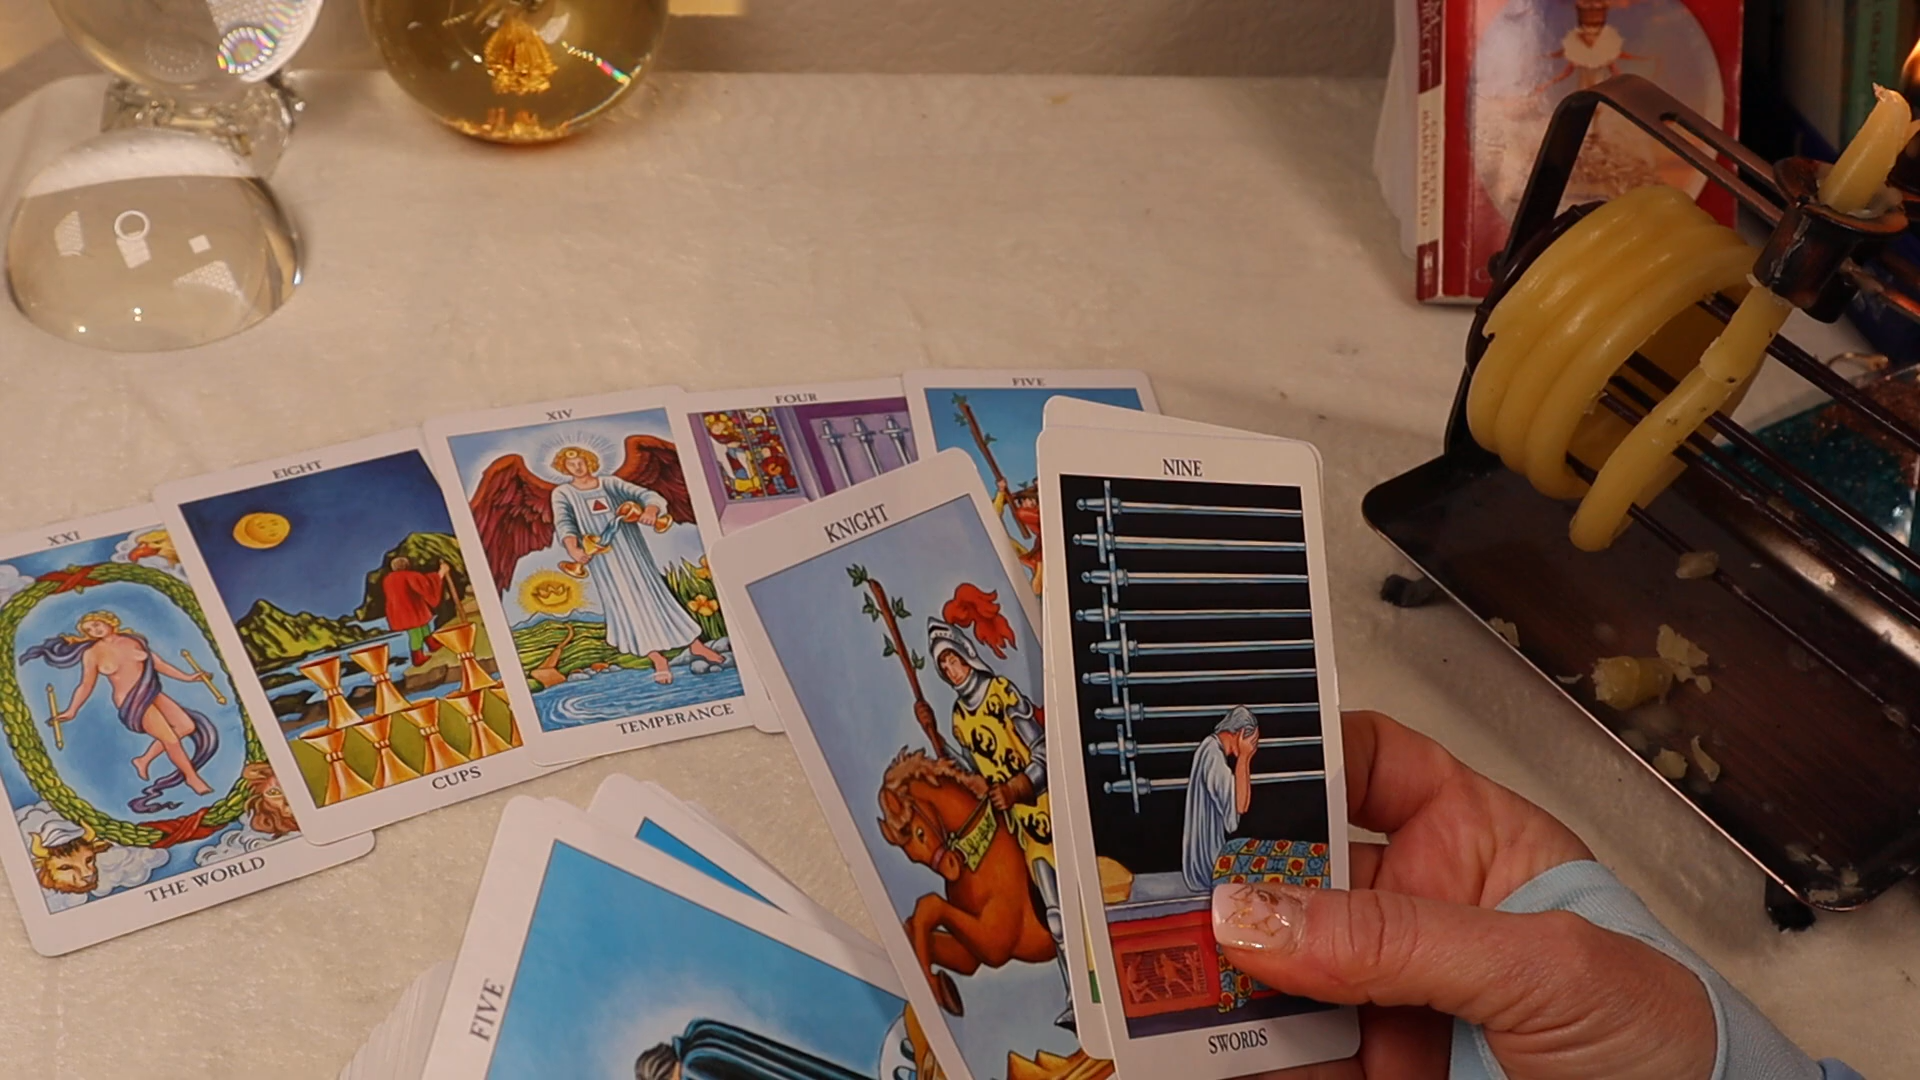 XXI
THE WORLD
EIGHT
CUPS
XIV
TEMPERANCE
FOUR
FIVE
KNIGHT
NINE
SWORDS
FIVE